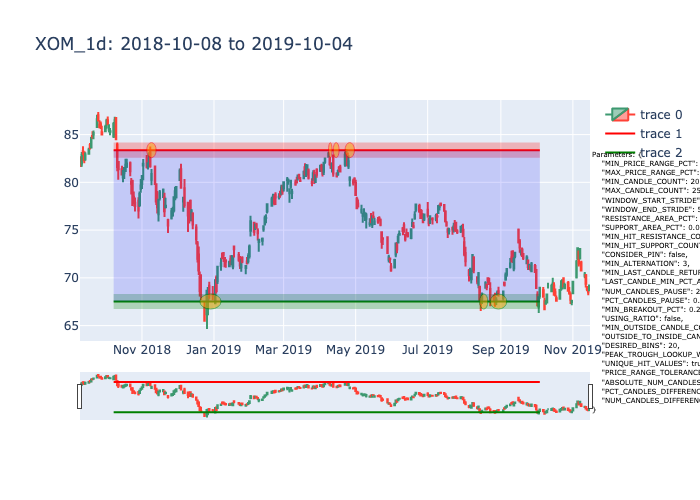 XOM_1d: 2018-10-08 to 2019-10-04
85
80
75
70
65
Nov 2018
Jan 2019
Mar 2019
May 2019
Jul 2019
Sep 2019
Nov 2019
trace 0
trace 1
trace 2
Parameters: {
"MIN_PRICE_RANGE_PCT":
"MAX_PRICE_RANGE_PCT":
"MIN_CANDLE_COUNT": 20
"MAX_CANDLE_COUNT": 25
"WINDOW_START_STRIDE"
"WINDOW_END_STRIDE": 5
"RESISTANCE_AREA_PCT":
"SUPPORT_AREA_PCT": 0.0
"MIN_HIT_RESISTANCE_CO
"MIN_HIT_SUPPORT_COUN
"CONSIDER_PIN": false,
"MIN_ALTERNATION": 3,
"MIN_LAST_CANDLE_RETU
"LAST_CANDLE_MIN_PCT_A
"NUM_CANDLES_PAUSE": 2
"PCT_CANDLES_PAUSE": 0.
"MIN_BREAKOUT_PCT": 0.2
"USING_RATIO": false,
"MIN_OUTSIDE_CANDLE_CO
"OUTSIDE_TO_INSIDE_CAN
"DESIRED_BINS": 20,
"PEAK_TROUGH_LOOKUP_W
"UNIQUE_HIT_VALUES": tru
"PRICE_RANGE_TOLERANC
"ABSOLUTE_NUM_CANDLES
"PCT_CANDLES_DIFFERENC
"NUM_CANDLES_DIFFEREN
}